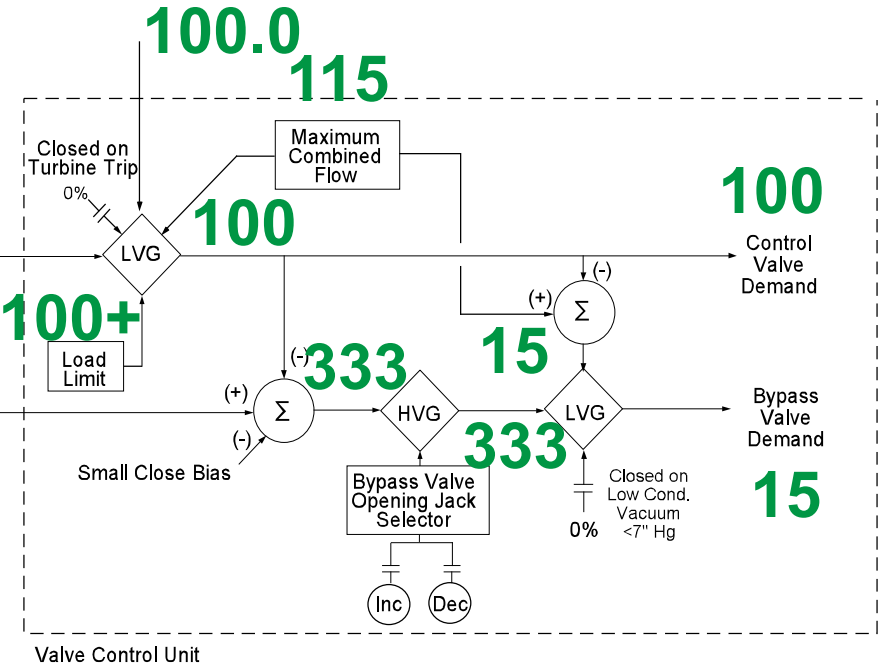 100.0
115
Closed on
Turbine Trip
0%
Maximum
Combined
Flow
100
100
LVG
Control
Valve
Demand
(-)
(+)
Σ
100+
Load
Limit
15
(-)
333
(+)
Σ
(-)
HVG
LVG
Bypass
Valve
Demand
333
Small Close Bias
Bypass Valve
Opening Jack
Selector
Closed on
Low Cond.
Vacuum
<7" Hg
0%
15
Inc
Dec
Valve Control Unit